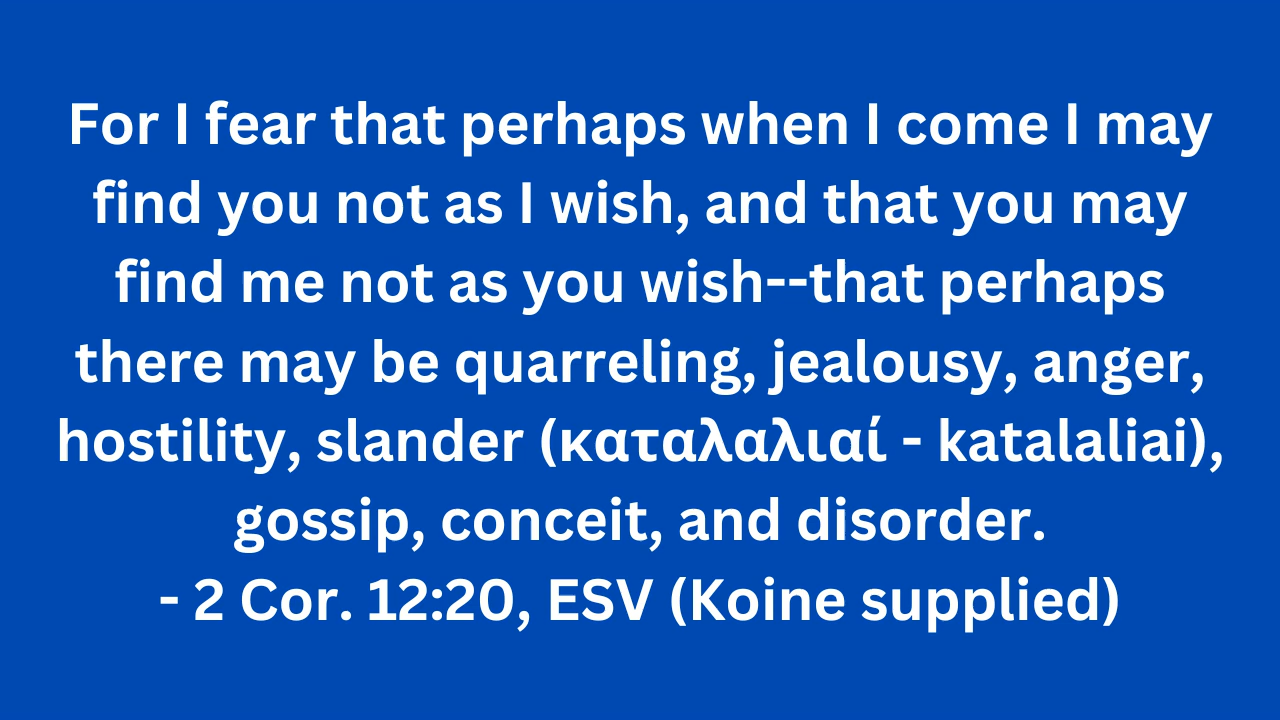 For I fear that perhaps when I come I may
find you not as I wish, and that you may
find me not as you wish--that perhaps
there may be quarreling, jealousy, anger,
hostility, slander (καταλαλιαί - katalaliai),
gossip, conceit, and disorder.
- 2 Cor. 12:20, ESV (Koine supplied)